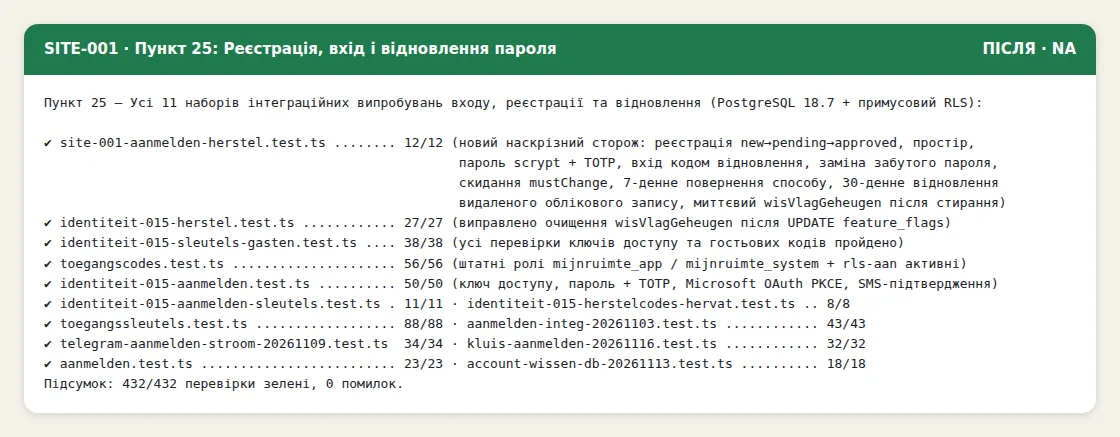 SITE-001 · Пункт 25: Реєстрація, вхід і відновлення пароля
ПІСЛЯ · NA
Пункт 25 — Усі 11 наборів інтеграційних випробувань входу, реєстрації та відновлення (PostgreSQL 18.7 + примусовий RLS):
✔ site-001-aanmelden-herstel.test.ts ........ 12/12 (новий наскрізний сторож: реєстрація new→pending→approved, простір,
пароль scrypt + TOTP, вхід кодом відновлення, заміна забутого пароля,
скидання mustChange, 7-денне повернення способу, 30-денне відновлення
видаленого облікового запису, миттєвий wisVlagGeheugen після стирання)
✔ identiteit-015-herstel.test.ts ............ 27/27 (виправлено очищення wisVlagGeheugen після UPDATE feature_flags)
✔ identiteit-015-sleutels-gasten.test.ts .... 38/38 (усі перевірки ключів доступу та гостьових кодів пройдено)
✔ toegangscodes.test.ts ..................... 56/56 (штатні ролі mijnruimte_app / mijnruimte_system + rls-aan активні)
✔ identiteit-015-aanmelden.test.ts .......... 50/50 (ключ доступу, пароль + TOTP, Microsoft OAuth PKCE, SMS-підтвердження)
✔ identiteit-015-aanmelden-sleutels.test.ts . 11/11 · identiteit-015-herstelcodes-hervat.test.ts .. 8/8
✔ toegangssleutels.test.ts .................. 88/88 · aanmelden-integ-20261103.test.ts ............ 43/43
✔ telegram-aanmelden-stroom-20261109.test.ts  34/34 · kluis-aanmelden-20261116.test.ts ............ 32/32
✔ aanmelden.test.ts ......................... 23/23 · account-wissen-db-20261113.test.ts .......... 18/18
Підсумок: 432/432 перевірки зелені, 0 помилок.